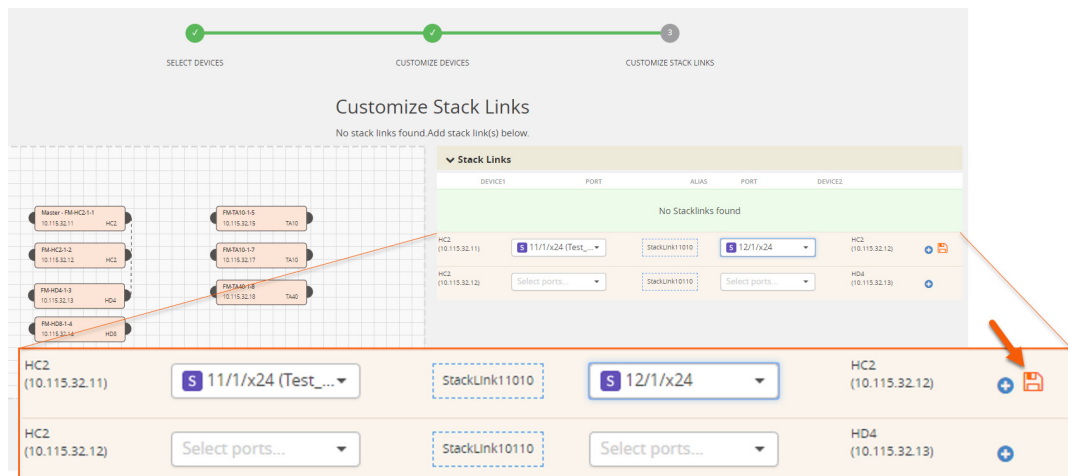 3
SELECT DEVICES
CUSTOMIZE DEVICES
CUSTOMIZE STACK LINKS
Customize Stack Links
No stack links found.Add stack link(s) below.
Master - FM-HC2-1-1
10.115.32.11 HC2
FM-HC2-1-2
10.115.32.12 HC2
FM-HD4-1-3
10.115.32.13 HD4
FM-HD8-1-4
10.115.32.14 HD8
FM-TA10-1-5
10.115.32.15 TA10
FM-TA10-1-7
10.115.32.17 TA10
FM-TA40-1-8
10.115.32.18 TA40
Stack Links
DEVICE1 PORT ALIAS PORT DEVICE2
No Stacklinks found
HC2
(10.115.32.11)
S 11/1/x24 (Test_...
StackLink11010
S 12/1/x24
HC2
(10.115.32.12)
HC2
(10.115.32.12)
Select ports...
StackLink10110
Select ports...
HD4
(10.115.32.13)
HC2
(10.115.32.11)
S 11/1/x24 (Test_...
StackLink11010
S 12/1/x24
HC2
(10.115.32.12)
HC2
(10.115.32.12)
Select ports...
StackLink10110
Select ports...
HD4
(10.115.32.13)